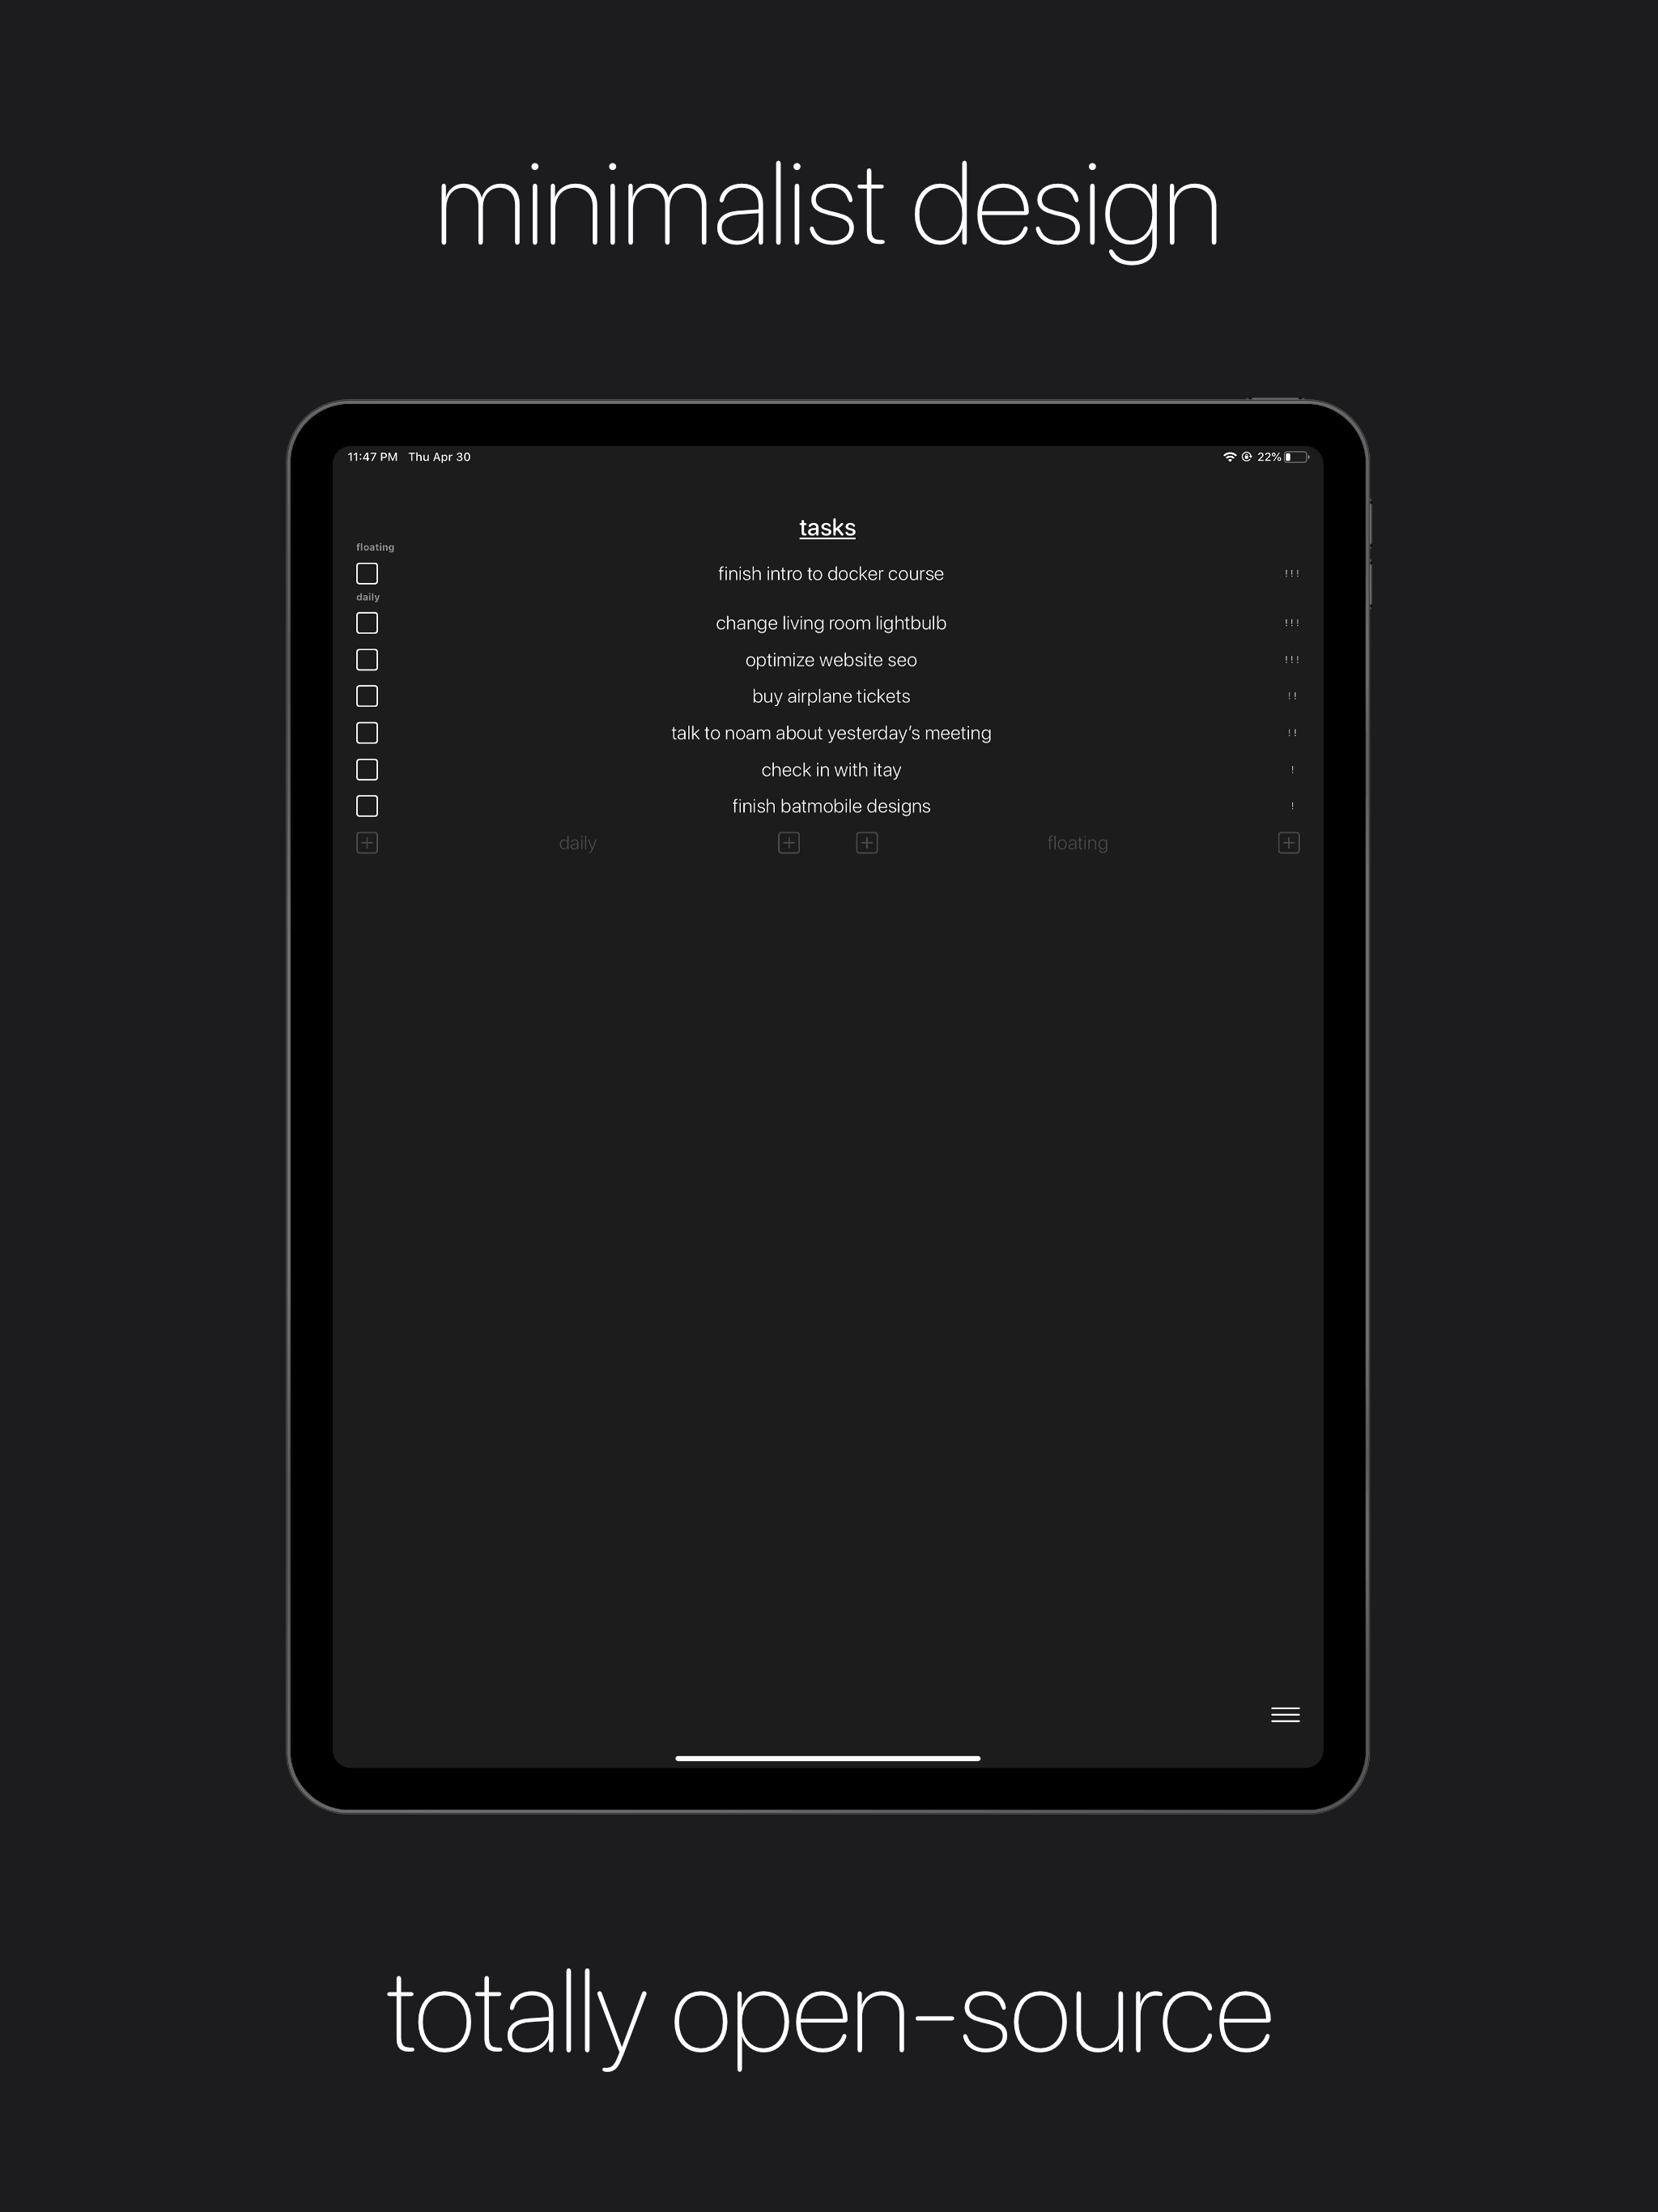 minimalist design
11:47 PM Thu Apr 30 22%
tasks
floating
finish intro to docker course !!!
daily
change living room lightbulb !!!
optimize website seo !!!
buy airplane tickets !!
talk to noam about yesterday’s meeting !!
check in with itay !
finish batmobile designs !
daily floating
totally open-source